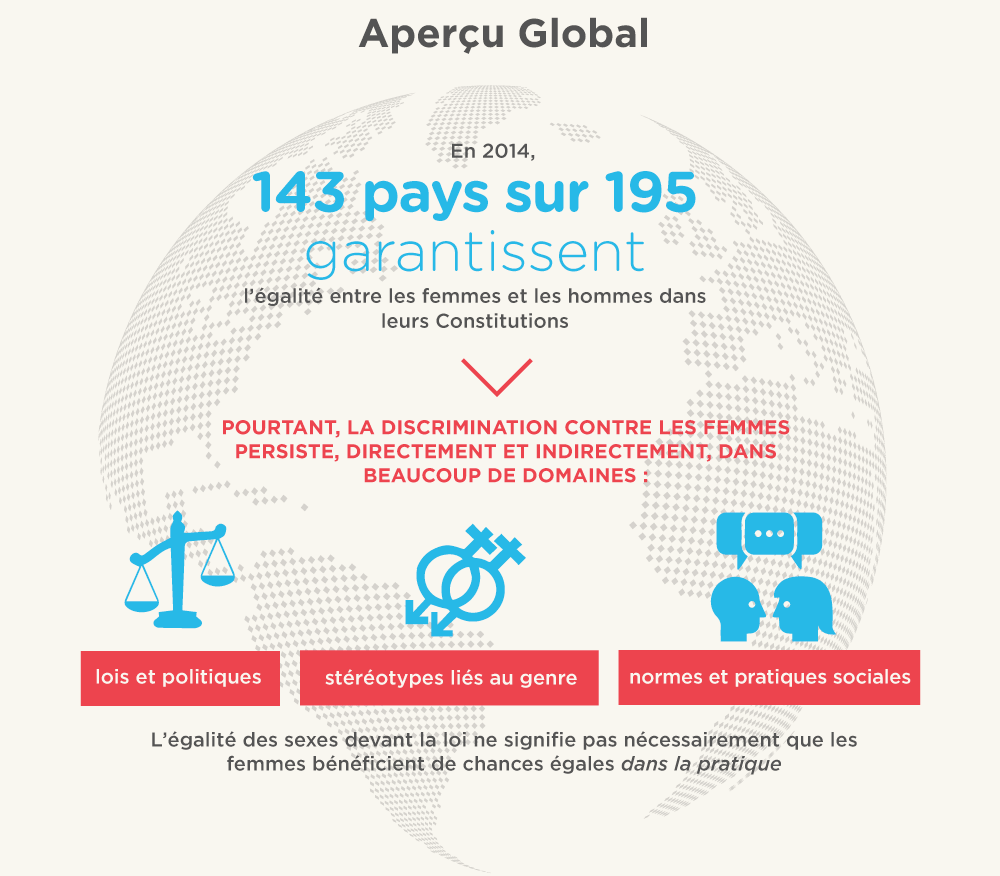 Aperçu Global
En 2014,
143 pays sur 195
garantissent
l'égalité entre les femmes et les hommes dans
leurs Constitutions
POURTANT, LA DISCRIMINATION CONTRE LES FEMMES
PERSISTE, DIRECTEMENT ET INDIRECTEMENT, DANS
BEAUCOUP DE DOMAINES :
lois et politiques
stéréotypes liés au genre
normes et pratiques sociales
L'égalité des sexes devant la loi ne signifie pas nécessairement que les
femmes bénéficient de chances égales dans la pratique